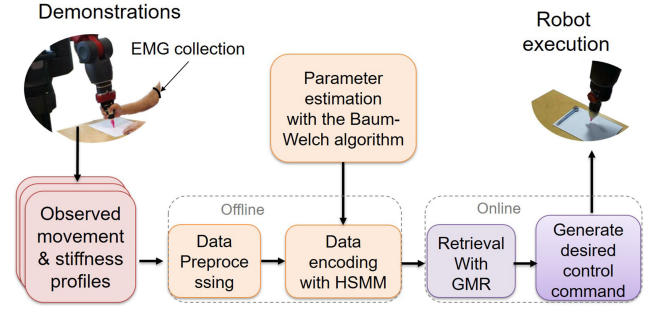 Demonstrations
EMG collection
Robot
execution
Parameter
estimation
with the Baum-
Welch algorithm
Offline
Online
Observed
movement
& stiffness
profiles
Data
Preproce
ssing
Data
encoding
with HSMM
Retrieval
With
GMR
Generate
desired
control
command